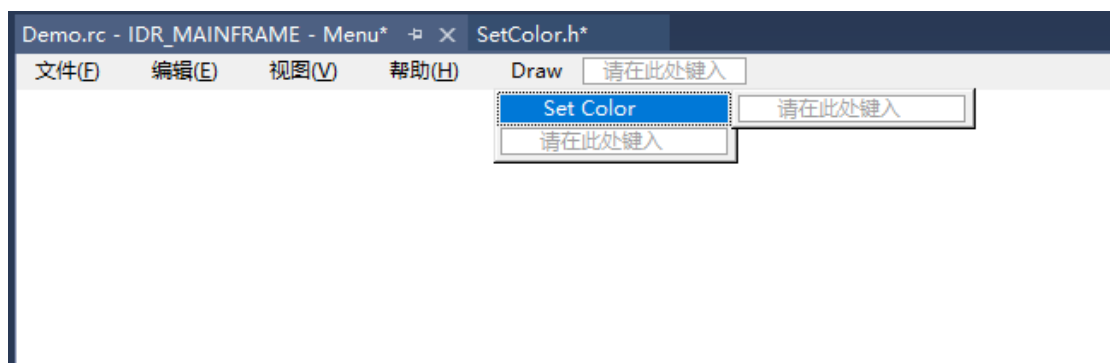 Demo.rc - IDR_MAINFRAME - Menu* SetColor.h*
文件(F) 编辑(E) 视图(V) 帮助(H) Draw 请在此处键入
Set Color 请在此处键入
请在此处键入